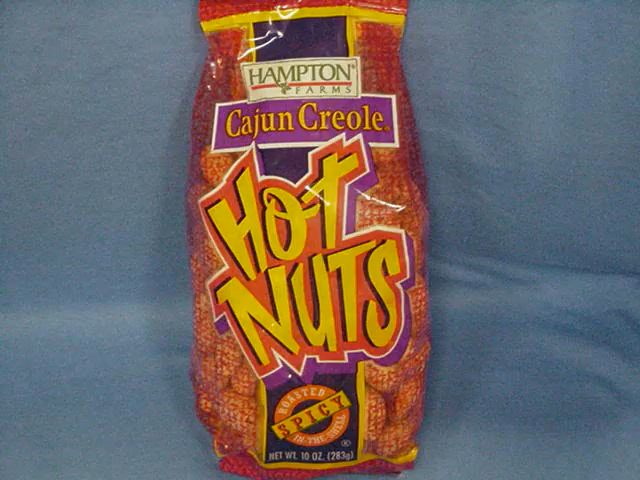 HAMPTON®
FARMS
Cajun Creole®
HOT
NUTS
ROASTED
SPICY
IN-THE-SHELL
NET WT. 10 OZ. (283g)